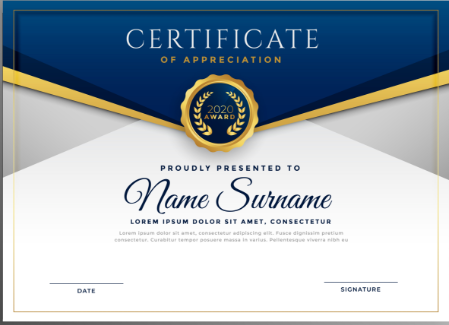 CERTIFICATE
OF APPRECIATION
2020
AWARD
PROUDLY PRESENTED TO
Name Surname
LOREM IPSUM DOLOR SIT AMET, CONSECTETUR
Lorem ipsum dolor sit amet, consectetur adipiscing elit. Fusce dignissim pretium
consectetur. Curabitur tempor posuere massa in varius. Pellentesque viverra nibh eu
DATE
SIGNATURE